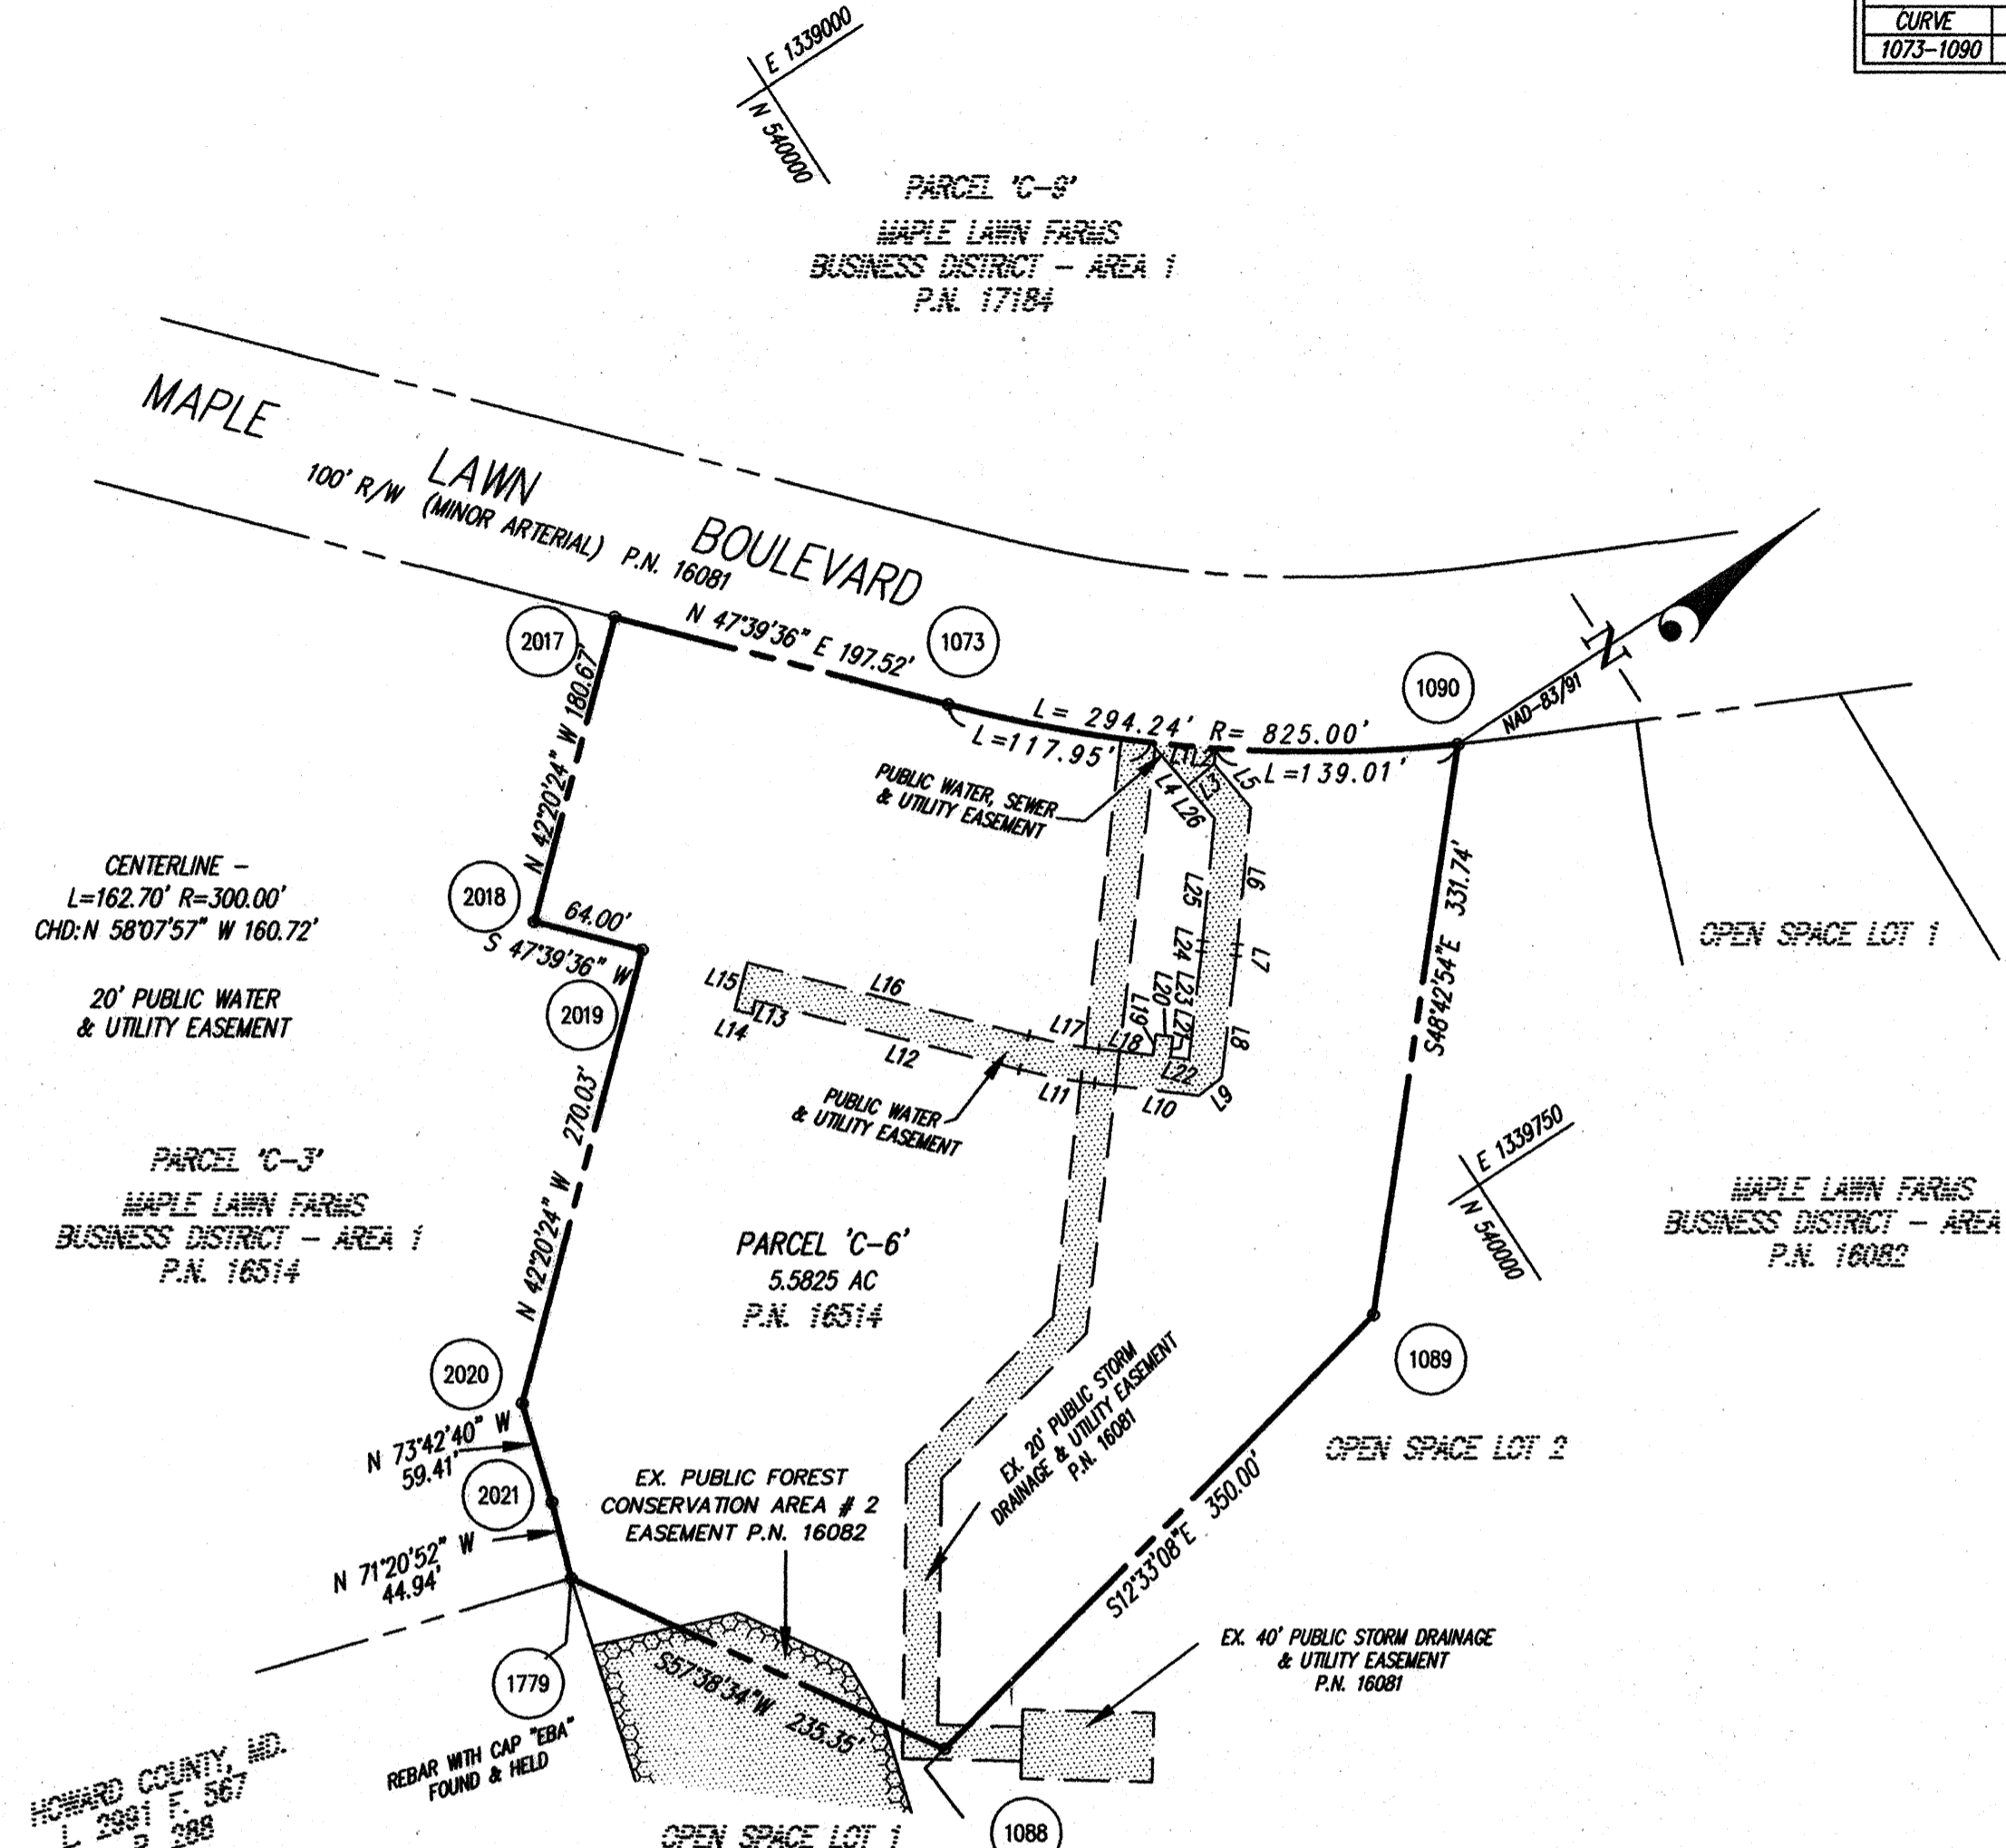 CURVE
1073-1090
E 1339000
N 540000
PARCEL 'C-9'
MAPLE LAWN FARMS
BUSINESS DISTRICT - AREA 1
P.N. 17184
MAPLE LAWN BOULEVARD
100' R/W (MINOR ARTERIAL) P.N. 16081
2017
N 47°39'36" E 197.52'
1073
L= 294.24' R= 825.00'
L=117.95'
L=139.01'
1090
NAD-83/91
N
PUBLIC WATER, SEWER
& UTILITY EASEMENT
L1
L2
L3
L4
L5
L26
N 42°20'24" W 180.67'
2018
64.00'
S 47°39'36" W
2019
CENTERLINE -
L=162.70' R=300.00'
CHD:N 58°07'57" W 160.72'
20' PUBLIC WATER
& UTILITY EASEMENT
L6
L25
L24
L7
L23
L20
L19
L21
L8
L15
L16
L14
L13
L17
L18
L12
L22
L11
L10
L9
PUBLIC WATER
& UTILITY EASEMENT
S48°42'54"E 331.74'
OPEN SPACE LOT 1
E 1339750
N 540000
MAPLE LAWN FARMS
BUSINESS DISTRICT - AREA
P.N. 16082
N 42°20'24" W 270.03'
PARCEL 'C-3'
MAPLE LAWN FARMS
BUSINESS DISTRICT - AREA 1
P.N. 16514
PARCEL 'C-6'
5.5825 AC
P.N. 16514
2020
1089
N 73°42'40" W
59.41'
2021
EX. PUBLIC FOREST
CONSERVATION AREA # 2
EASEMENT P.N. 16082
EX. 20' PUBLIC STORM
DRAINAGE & UTILITY EASEMENT
P.N. 16081
OPEN SPACE LOT 2
S12°33'08"E 350.00'
N 71°20'52" W
44.94'
1779
REBAR WITH CAP "EBA"
FOUND & HELD
S57°38'34"W 235.35'
EX. 40' PUBLIC STORM DRAINAGE
& UTILITY EASEMENT
P.N. 16081
HOWARD COUNTY, MD.
L. 2981 F. 567
P. 288
OPEN SPACE LOT 1
1088